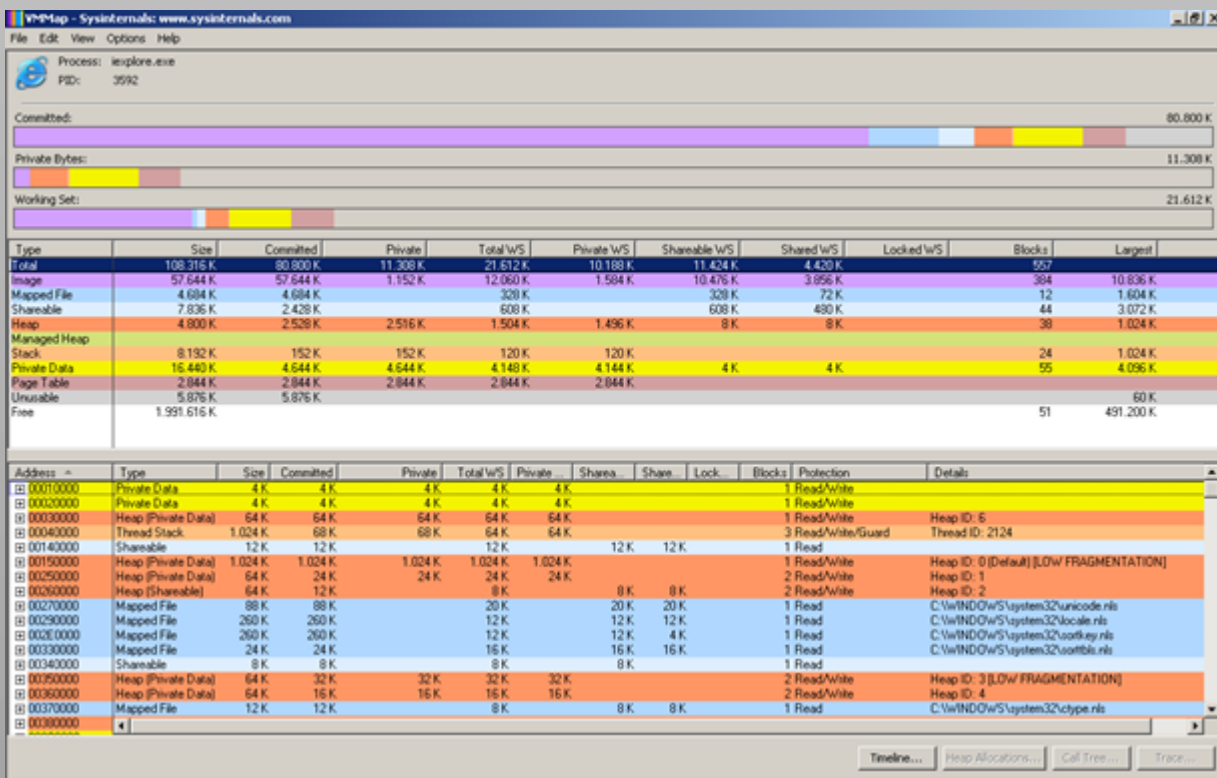 VMMap - Sysinternals: www.sysinternals.com
File Edit View Options Help
Process: iexplore.exe
PID: 3592
Committed: 80.800 K
Private Bytes: 11.308 K
Working Set: 21.612 K
Type Size Committed Private Total WS Private WS Shareable WS Shared WS Locked WS Blocks Largest
Total 108.316 K 80.800 K 11.308 K 21.612 K 10.188 K 11.424 K 4.420 K 557
Image 57.644 K 57.644 K 1.152 K 12.060 K 1.584 K 10.476 K 3.856 K 384 10.836 K
Mapped File 4.684 K 4.684 K 328 K 328 K 72 K 12 1.604 K
Shareable 7.836 K 2.428 K 608 K 608 K 480 K 44 3.072 K
Heap 4.800 K 2.528 K 2.516 K 1.504 K 1.496 K 8 K 8 K 38 1.024 K
Managed Heap
Stack 8.192 K 152 K 152 K 120 K 120 K 24 1.024 K
Private Data 16.440 K 4.644 K 4.644 K 4.148 K 4.144 K 4 K 4 K 55 4.096 K
Page Table 2.844 K 2.844 K 2.844 K 2.844 K 2.844 K
Unusable 5.876 K 5.876 K 60 K
Free 1.991.616 K 51 491.200 K
Address Type Size Committed Private Total WS Private ... Sharea... Share... Lock... Blocks Protection Details
00010000 Private Data 4 K 4 K 4 K 4 K 4 K 1 Read/Write
00020000 Private Data 4 K 4 K 4 K 4 K 4 K 1 Read/Write
00030000 Heap (Private Data) 64 K 64 K 64 K 64 K 64 K 1 Read/Write Heap ID: 6
00040000 Thread Stack 1.024 K 68 K 68 K 64 K 64 K 3 Read/Write/Guard Thread ID: 2124
00140000 Shareable 12 K 12 K 12 K 12 K 12 K 1 Read
00150000 Heap (Private Data) 1.024 K 1.024 K 1.024 K 1.024 K 1.024 K 1 Read/Write Heap ID: 0 (Default) [LOW FRAGMENTATION]
00250000 Heap (Private Data) 64 K 24 K 24 K 24 K 24 K 2 Read/Write Heap ID: 1
00260000 Heap (Shareable) 64 K 12 K 8 K 8 K 8 K 2 Read/Write Heap ID: 2
00270000 Mapped File 88 K 88 K 20 K 20 K 20 K 1 Read C:\WINDOWS\system32\unicode.nls
00290000 Mapped File 260 K 260 K 12 K 12 K 12 K 1 Read C:\WINDOWS\system32\locale.nls
002E0000 Mapped File 260 K 260 K 12 K 12 K 4 K 1 Read C:\WINDOWS\system32\sortkey.nls
00330000 Mapped File 24 K 24 K 16 K 16 K 16 K 1 Read C:\WINDOWS\system32\sorttbls.nls
00340000 Shareable 8 K 8 K 8 K 8 K 1 Read
00350000 Heap (Private Data) 64 K 32 K 32 K 32 K 32 K 2 Read/Write Heap ID: 3 [LOW FRAGMENTATION]
00360000 Heap (Private Data) 64 K 16 K 16 K 16 K 16 K 2 Read/Write Heap ID: 4
00370000 Mapped File 12 K 12 K 8 K 8 K 8 K 1 Read C:\WINDOWS\system32\ctype.nls
00380000
Timeline... Heap Allocations... Call Tree... Trace...